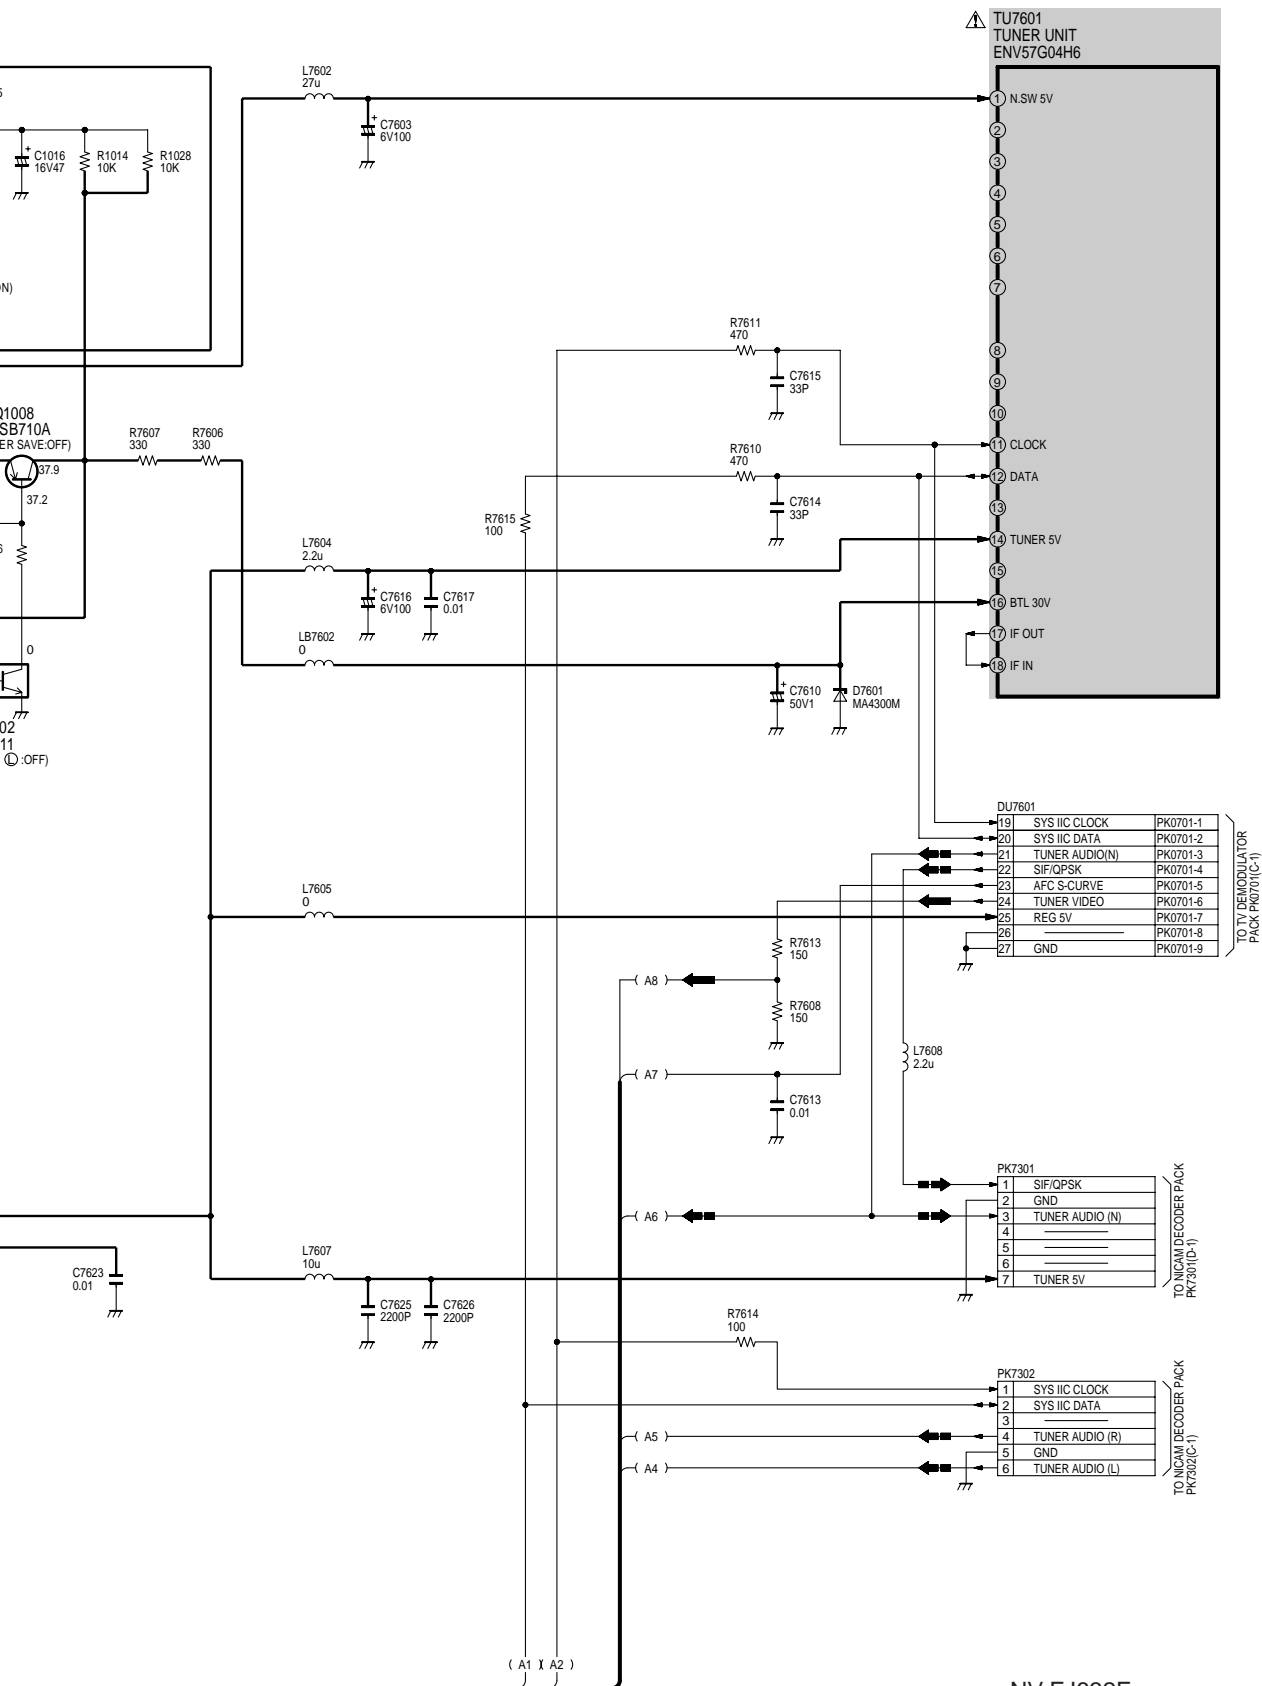 TU7601
TUNER UNIT
ENV57G04H6
L7602
27u
C7603
6V100
1 N.SW 5V
2
3
4
5
6
7
8
9
10
11 CLOCK
12 DATA
13
14 TUNER 5V
15
16 BTL 30V
17 IF OUT
18 IF IN
C1016
16V47
R1014
10K
R1028
10K
R7611
470
C7615
33P
SB710A
37.9
37.2
R7607
330
R7606
330
R7610
470
C7614
33P
R7615
100
L7604
2.2u
C7616
6V100
C7617
0.01
LB7602
0
0
C7610
50V1
D7601
MA4300M
02
11
L :OFF)
DU7601
19 SYS IIC CLOCK PK0701-1
20 SYS IIC DATA PK0701-2
21 TUNER AUDIO(N) PK0701-3
22 SIF/QPSK PK0701-4
23 AFC S-CURVE PK0701-5
24 TUNER VIDEO PK0701-6
25 REG 5V PK0701-7
26 PK0701-8
27 GND PK0701-9
TO TV DEMODULATOR
PACK PK0701(C-1)
L7605
0
R7613
150
( A8 )
R7608
150
L7608
2.2u
( A7 )
C7613
0.01
PK7301
1 SIF/QPSK
2 GND
3 TUNER AUDIO (N)
4
5
6
7 TUNER 5V
TO NICAM DECODER PACK
PK7301(D-1)
( A6 )
L7607
10u
C7623
0.01
C7625
2200P
C7626
2200P
R7614
100
PK7302
1 SYS IIC CLOCK
2 SYS IIC DATA
3
4 TUNER AUDIO (R)
5 GND
6 TUNER AUDIO (L)
TO NICAM DECODER PACK
PK7302(C-1)
( A5 )
( A4 )
( A1 )( A2 )